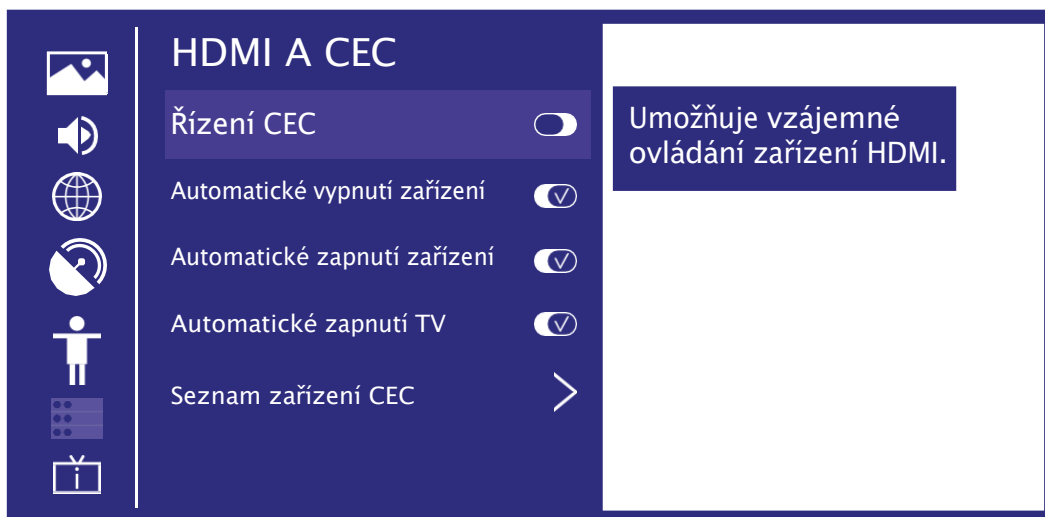 HDMI A CEC
Řízení CEC
Automatické vypnutí zařízení
Automatické zapnutí zařízení
Automatické zapnutí TV
Seznam zařízení CEC
Umožňuje vzájemné
ovládání zařízení HDMI.
i